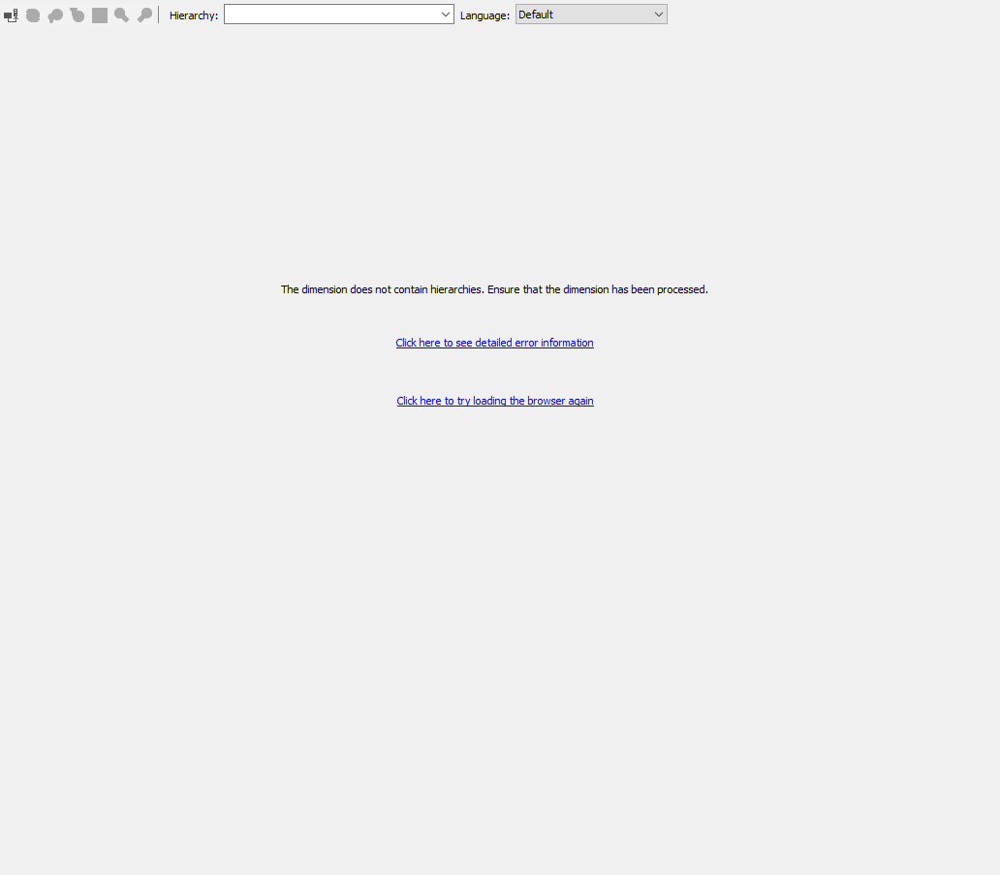 Hierarchy: Language: Default
The dimension does not contain hierarchies. Ensure that the dimension has been processed.
Click here to see detailed error information
Click here to try loading the browser again